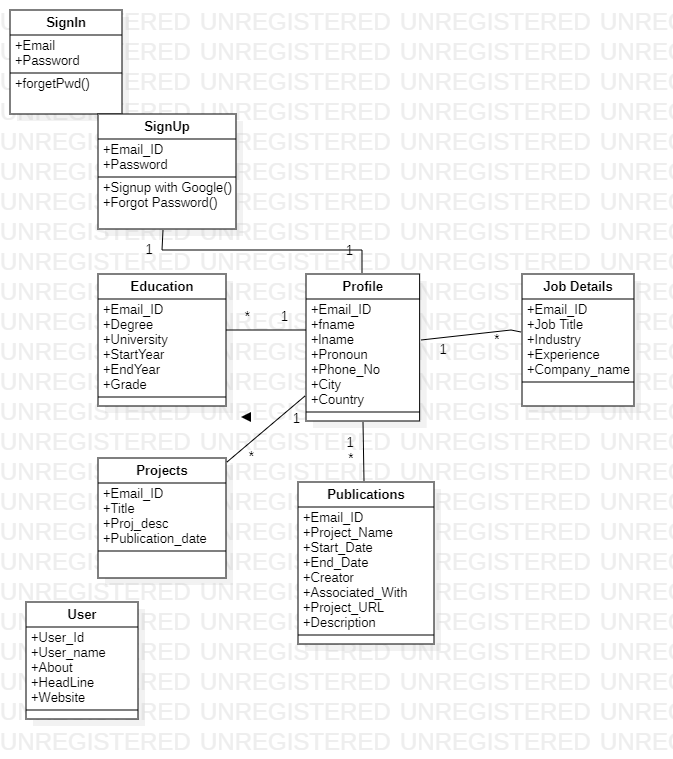 SignIn
+Email
+Password
+forgetPwd()
SignUp
+Email_ID
+Password
+Signup with Google()
+Forgot Password()
1
1
Education
+Email_ID
+Degree
+University
+StartYear
+EndYear
+Grade
*
1
Profile
+Email_ID
+fname
+lname
+Pronoun
+Phone_No
+City
+Country
1
*
Job Details
+Email_ID
+Job Title
+Industry
+Experience
+Company_name
1
*
1
*
Projects
+Email_ID
+Title
+Proj_desc
+Publication_date
Publications
+Email_ID
+Project_Name
+Start_Date
+End_Date
+Creator
+Associated_With
+Project_URL
+Description
User
+User_Id
+User_name
+About
+HeadLine
+Website
UNREGISTERED